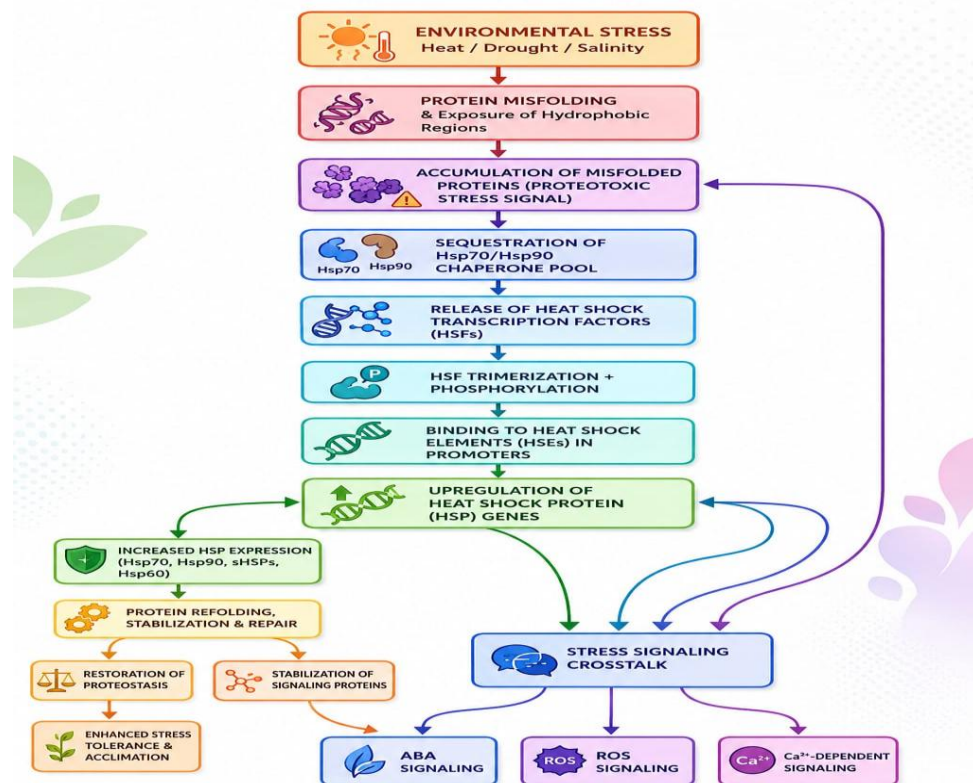 ENVIRONMENTAL STRESS
Heat / Drought / Salinity
PROTEIN MISFOLDING
& Exposure of Hydrophobic
Regions
ACCUMULATION OF MISFOLDED
PROTEINS (PROTEOTOXIC
STRESS SIGNAL)
Hsp70
Hsp90
SEQUESTRATION OF
Hsp70/Hsp90
CHAPERONE POOL
RELEASE OF HEAT SHOCK
TRANSCRIPTION FACTORS
(HSFs)
P
HSF TRIMERIZATION +
PHOSPHORYLATION
BINDING TO HEAT SHOCK
ELEMENTS (HSEs) IN
PROMOTERS
UPREGULATION OF
HEAT SHOCK PROTEIN
(HSP) GENES
INCREASED HSP EXPRESSION
(Hsp70, Hsp90, sHSPs,
Hsp60)
PROTEIN REFOLDING,
STABILIZATION & REPAIR
RESTORATION OF
PROTEOSTASIS
STABILIZATION OF
SIGNALING PROTEINS
ENHANCED STRESS
TOLERANCE &
ACCLIMATION
STRESS SIGNALING
CROSSTALK
ABA
SIGNALING
ROS
ROS
SIGNALING
Ca²⁺
Ca²⁺-DEPENDENT
SIGNALING